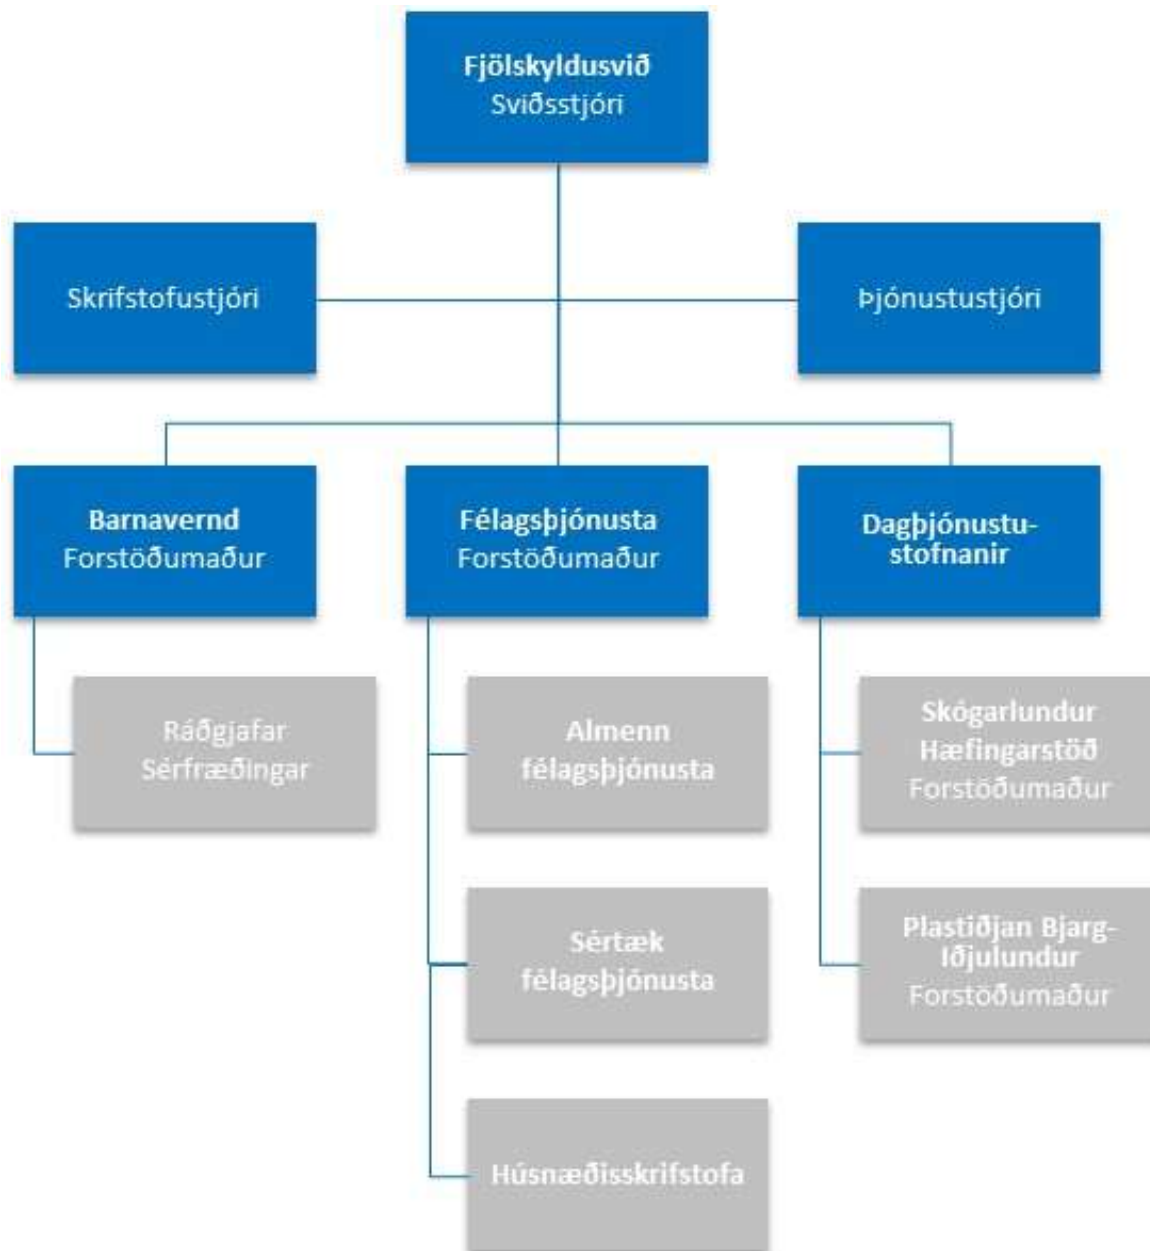 Fjölskyldusvið
Sviðsstjóri
Skrifstofustjóri
Þjónustustjóri
Barnavernd
Forstöðumaður
Félagsþjónusta
Forstöðumaður
Dagþjónustu-
stofnanir
Ráðgjafar
Sérfræðingar
Almenn
félagsþjónusta
Skógarlundur
Hæfingarstöð
Forstöðumaður
Sértæk
félagsþjónusta
Plastiðjan Bjarg-
Iðjulundur
Forstöðumaður
Húsnæðisskrifstofa